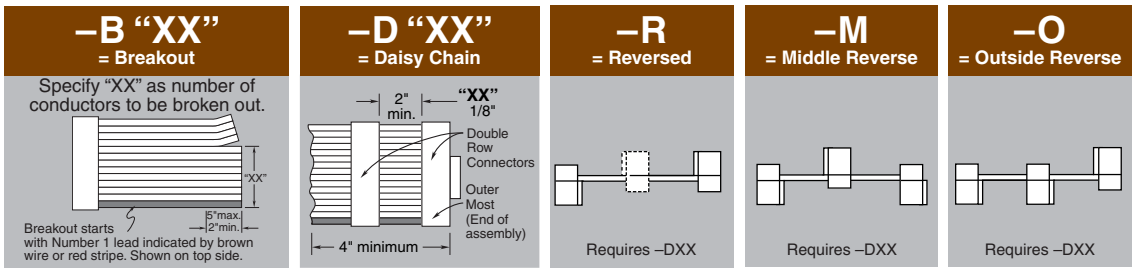 –B “XX”
= Breakout
Specify “XX” as number of
conductors to be broken out.
“XX”
5"max.
2"min.
Breakout starts
with Number 1 lead indicated by brown
wire or red stripe. Shown on top side.
–D “XX”
= Daisy Chain
2"
min.
“XX”
1/8"
Double
Row
Connectors
Outer
Most
(End of
assembly)
4" minimum
–R
= Reversed
Requires –DXX
–M
= Middle Reverse
Requires –DXX
–O
= Outside Reverse
Requires –DXX